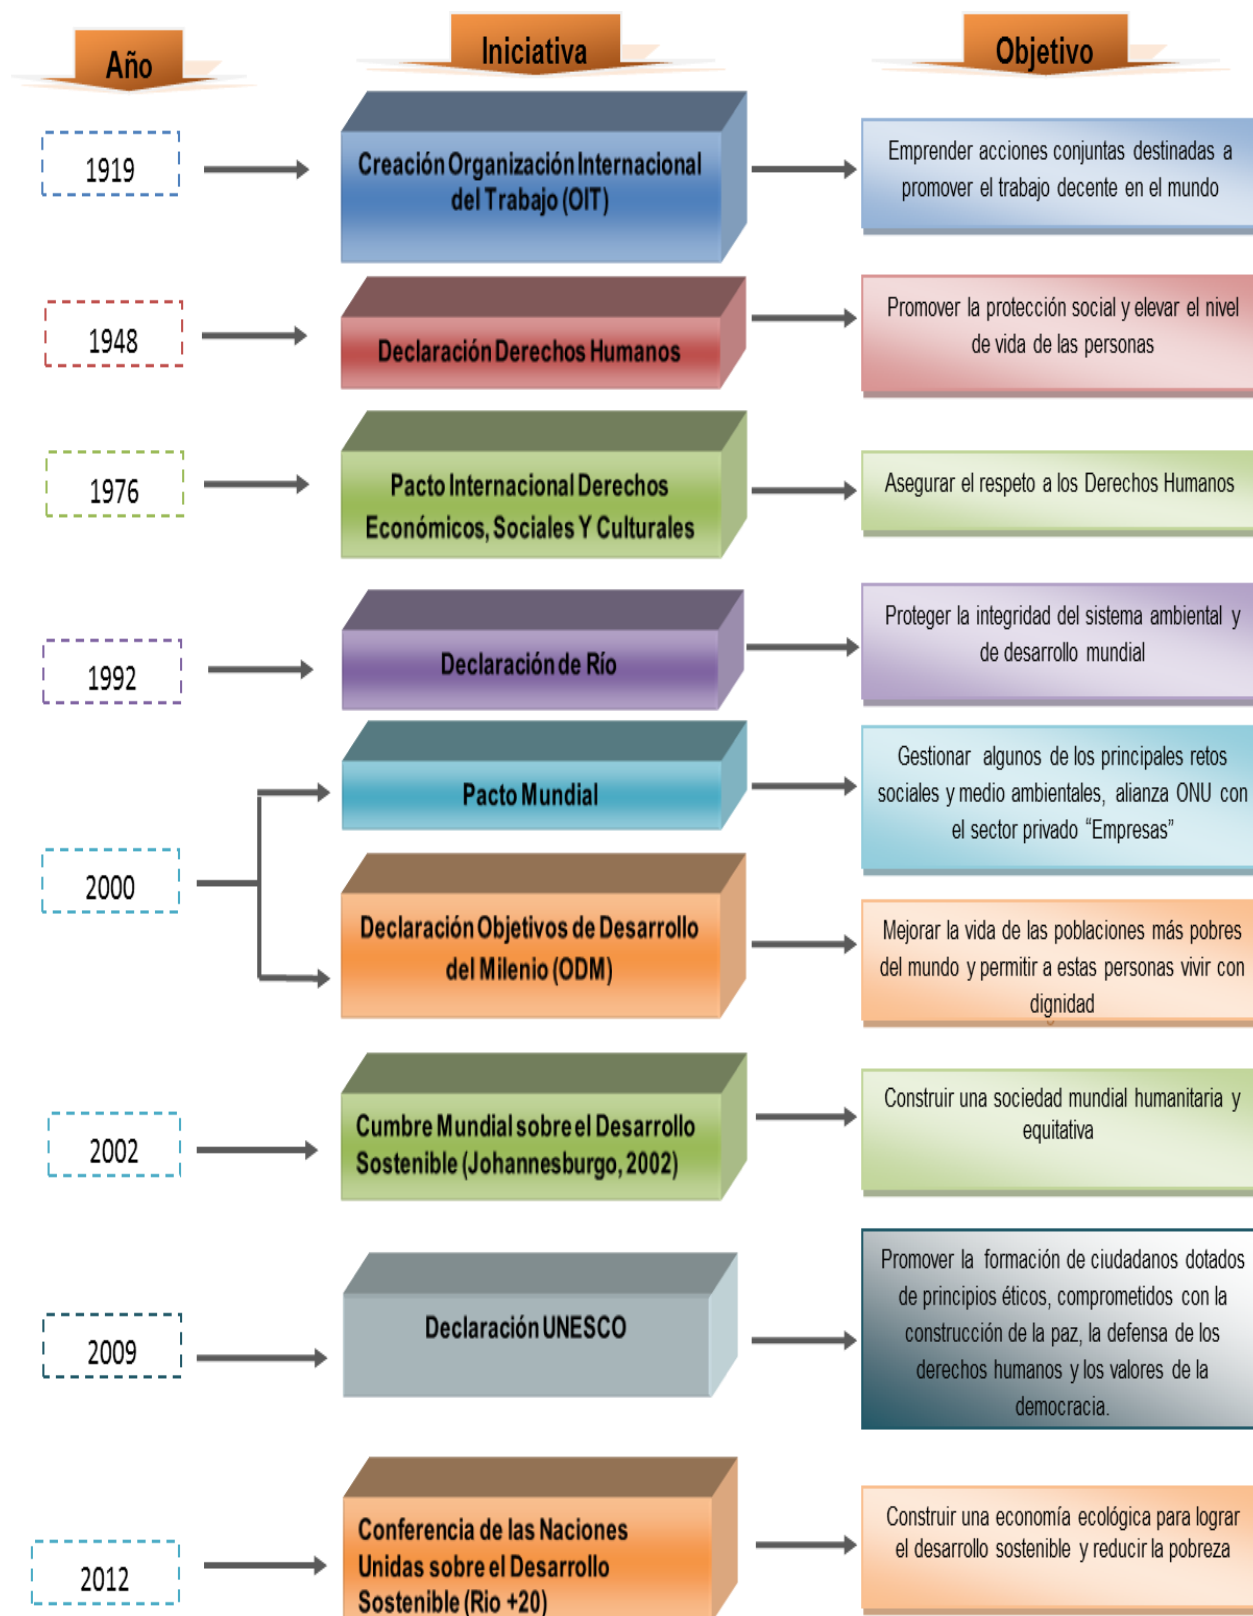 Año
Iniciativa
Objetivo
1919
Creación Organización Internacional
del Trabajo (OIT)
Emprender acciones conjuntas destinadas a
promover el trabajo decente en el mundo
1948
Declaración Derechos Humanos
Promover la protección social y elevar el nivel
de vida de las personas
1976
Pacto Internacional Derechos
Económicos, Sociales Y Culturales
Asegurar el respeto a los Derechos Humanos
1992
Declaración de Río
Proteger la integridad del sistema ambiental y
de desarrollo mundial
2000
Pacto Mundial
Gestionar algunos de los principales retos
sociales y medio ambientales, alianza ONU con
el sector privado “Empresas”
Declaración Objetivos de Desarrollo
del Milenio (ODM)
Mejorar la vida de las poblaciones más pobres
del mundo y permitir a estas personas vivir con
dignidad
2002
Cumbre Mundial sobre el Desarrollo
Sostenible (Johannesburgo, 2002)
Construir una sociedad mundial humanitaria y
equitativa
2009
Declaración UNESCO
Promover la formación de ciudadanos dotados
de principios éticos, comprometidos con la
construcción de la paz, la defensa de los
derechos humanos y los valores de la
democracia.
2012
Conferencia de las Naciones
Unidas sobre el Desarrollo
Sostenible (Rio +20)
Construir una economía ecológica para lograr
el desarrollo sostenible y reducir la pobreza